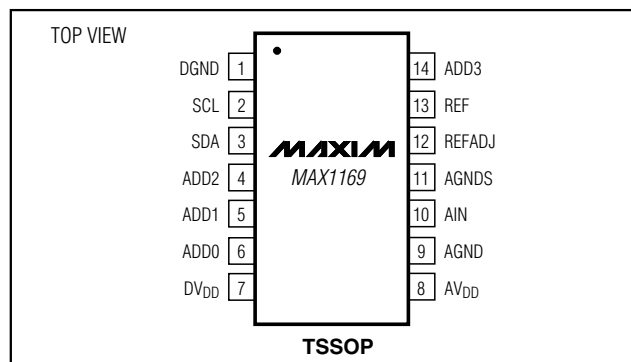 TOP VIEW
DGND 1 14 ADD3
SCL 2 13 REF
SDA 3 12 REFADJ
MAXIM
ADD2 4 MAX1169 11 AGNDS
ADD1 5 10 AIN
ADD0 6 9 AGND
DVDD 7 8 AVDD
TSSOP